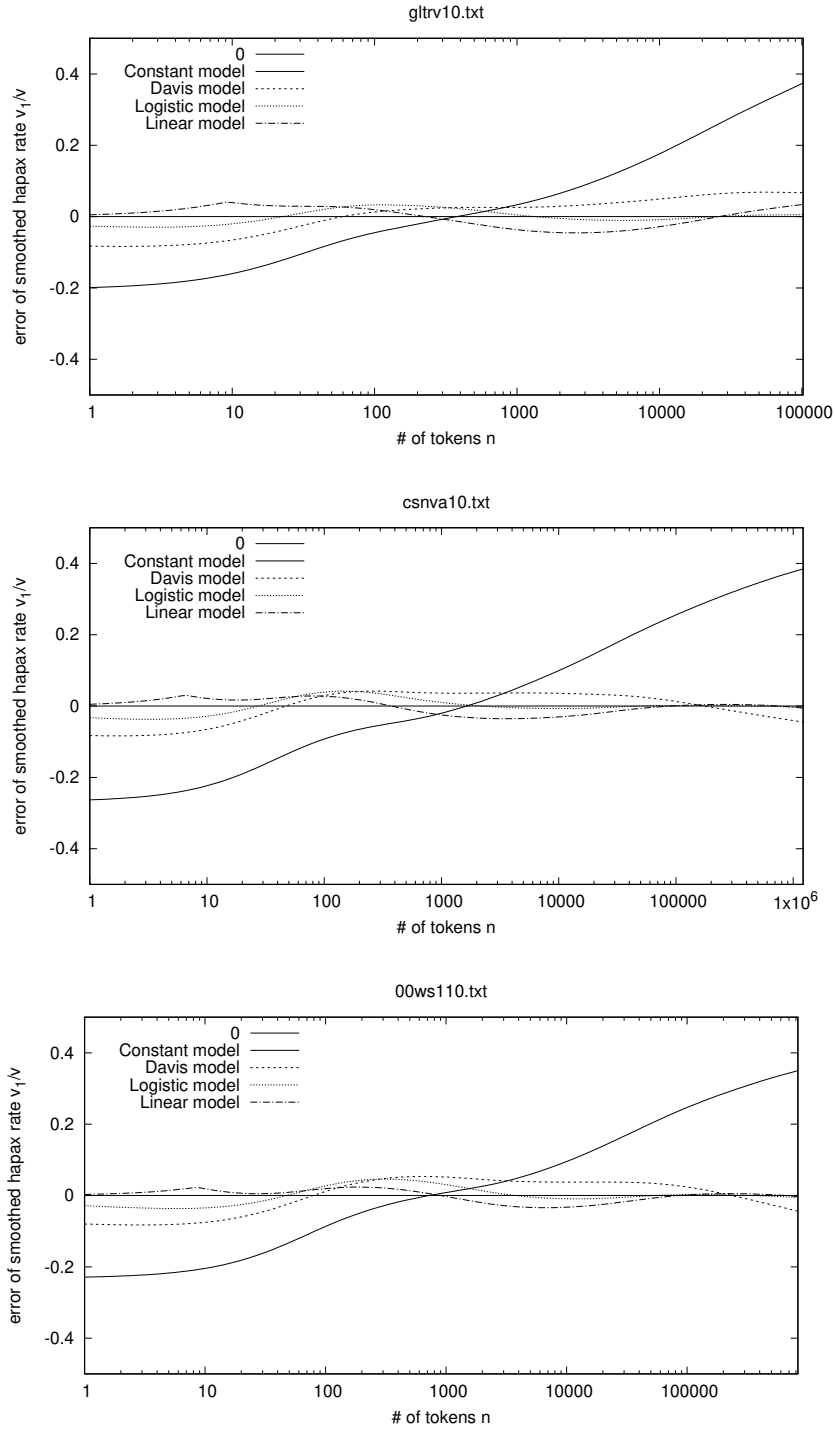 gltrv10.txt
0
Constant model
Davis model
Logistic model
Linear model
0.4
0.2
0
-0.2
-0.4
error of smoothed hapax rate v₁/v
1 10 100 1000 10000 100000
# of tokens n
csnva10.txt
0
Constant model
Davis model
Logistic model
Linear model
0.4
0.2
0
-0.2
-0.4
error of smoothed hapax rate v₁/v
1 10 100 1000 10000 100000 1x10⁶
# of tokens n
00ws110.txt
0
Constant model
Davis model
Logistic model
Linear model
0.4
0.2
0
-0.2
-0.4
error of smoothed hapax rate v₁/v
1 10 100 1000 10000 100000
# of tokens n